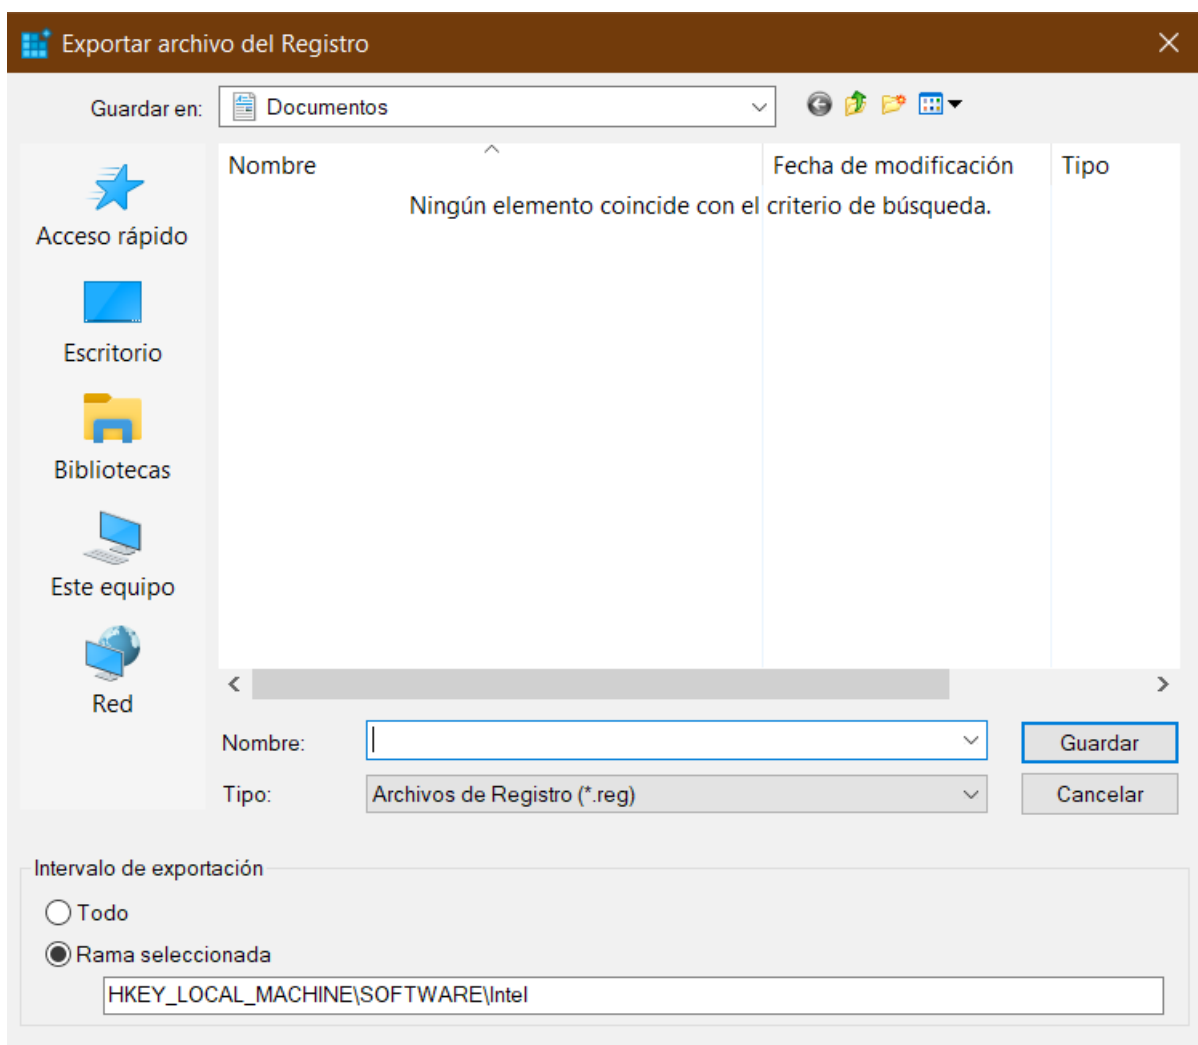 Exportar archivo del Registro
Guardar en:
Documentos
Nombre
Fecha de modificación
Tipo
Ningún elemento coincide con el criterio de búsqueda.
Acceso rápido
Escritorio
Bibliotecas
Este equipo
Red
Nombre:
Guardar
Tipo:
Archivos de Registro (*.reg)
Cancelar
Intervalo de exportación
Todo
Rama seleccionada
HKEY_LOCAL_MACHINE\SOFTWARE\Intel